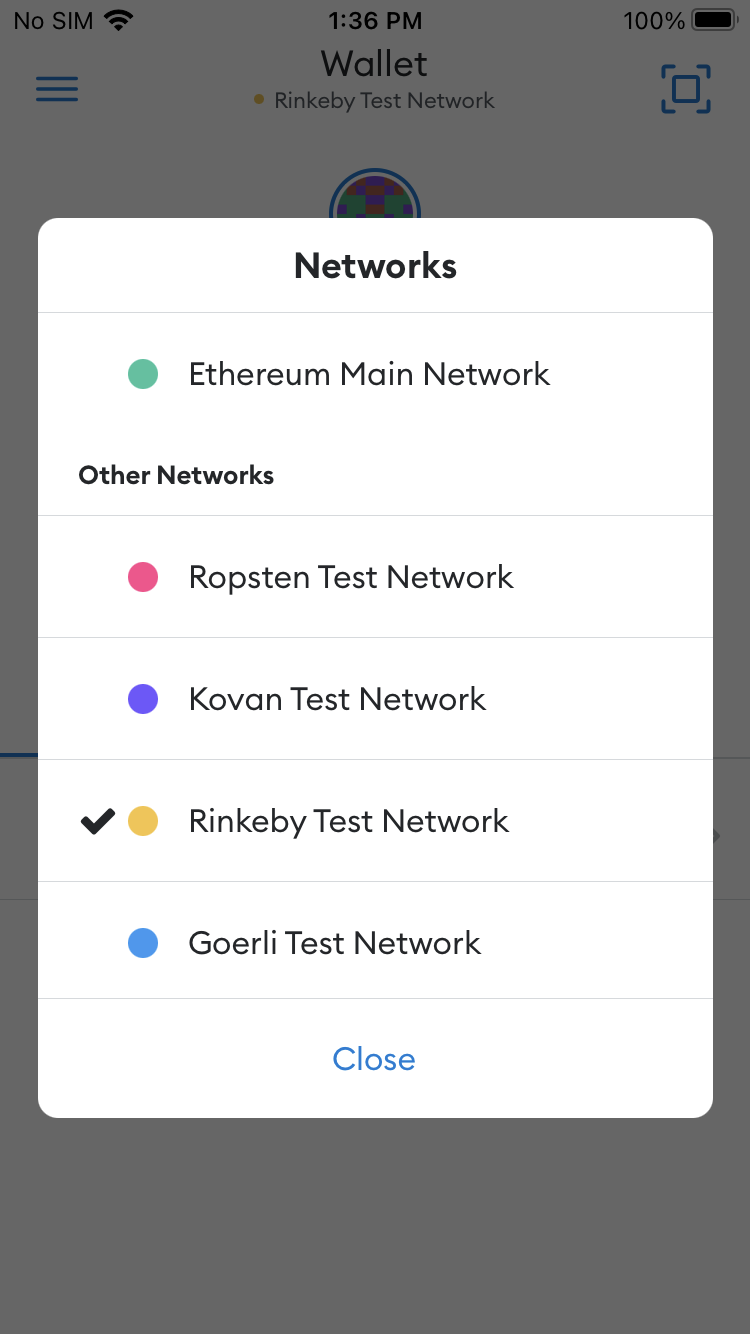 No SIM 1:36 PM 100%
Wallet
Rinkeby Test Network
Networks
Ethereum Main Network
Other Networks
Ropsten Test Network
Kovan Test Network
Rinkeby Test Network
Goerli Test Network
Close